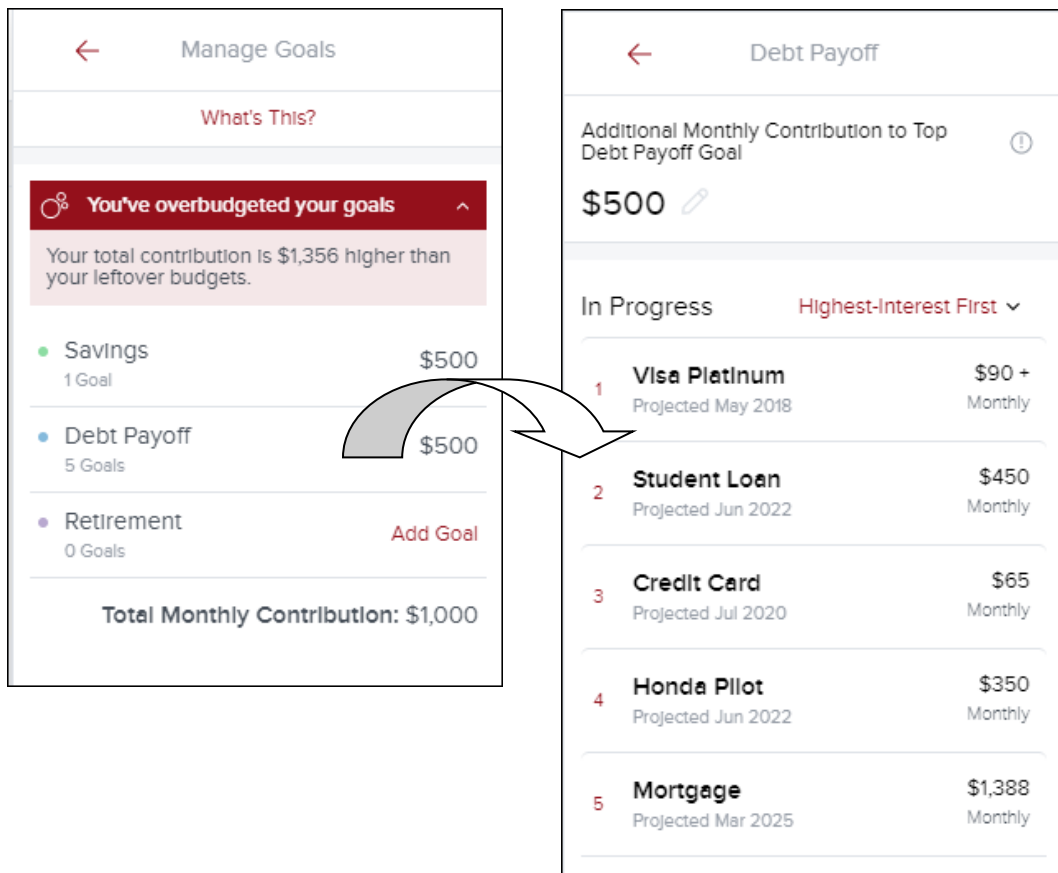 Manage Goals
What's This?
You've overbudgeted your goals
Your total contribution is $1,356 higher than
your leftover budgets.
Savings
$500
1 Goal
Debt Payoff
$500
5 Goals
Retirement
Add Goal
0 Goals
Total Monthly Contribution: $1,000
Debt Payoff
Additional Monthly Contribution to Top
Debt Payoff Goal
$500
In Progress
Highest-Interest First
1
Visa Platinum
$90 +
Projected May 2018
Monthly
2
Student Loan
$450
Projected Jun 2022
Monthly
3
Credit Card
$65
Projected Jul 2020
Monthly
4
Honda Pilot
$350
Projected Jun 2022
Monthly
5
Mortgage
$1,388
Projected Mar 2025
Monthly